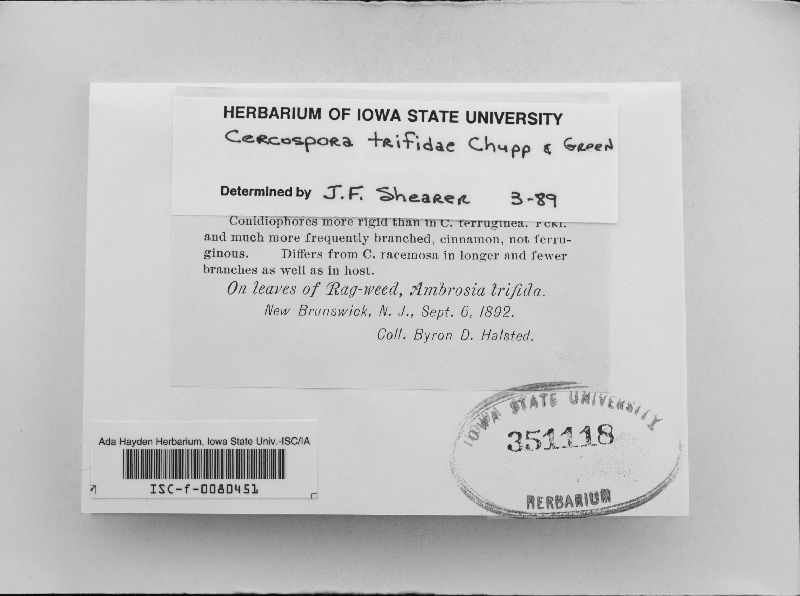 HERBARIUM OF IOWA STATE UNIVERSITY
Cercospora trifidae Chupp & Green
Determined by J.F. Shearer 3-89
Conidiophores more rigid than in C. ferruginea. Fckl.
and much more frequently branched, cinnamon, not ferru-
ginous. Differs from C. racemosa in longer and fewer
branches as well as in host.
On leaves of Rag-weed, Ambrosia trifida.
New Brunswick, N. J., Sept. 6, 1892.
Coll. Byron D. Halsted.
Ada Hayden Herbarium, Iowa State Univ.-ISC/IA
ISC-f-0080451
IOWA STATE UNIVERSITY
351118
HERBARIUM